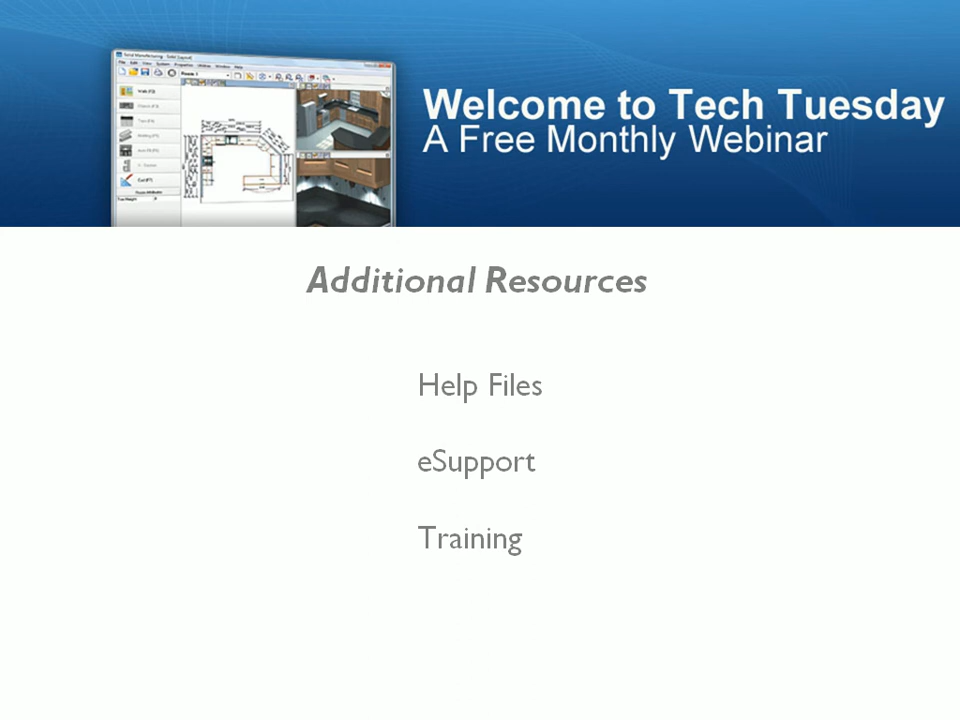 Welcome to Tech Tuesday
A Free Monthly Webinar
Additional Resources
Help Files
eSupport
Training